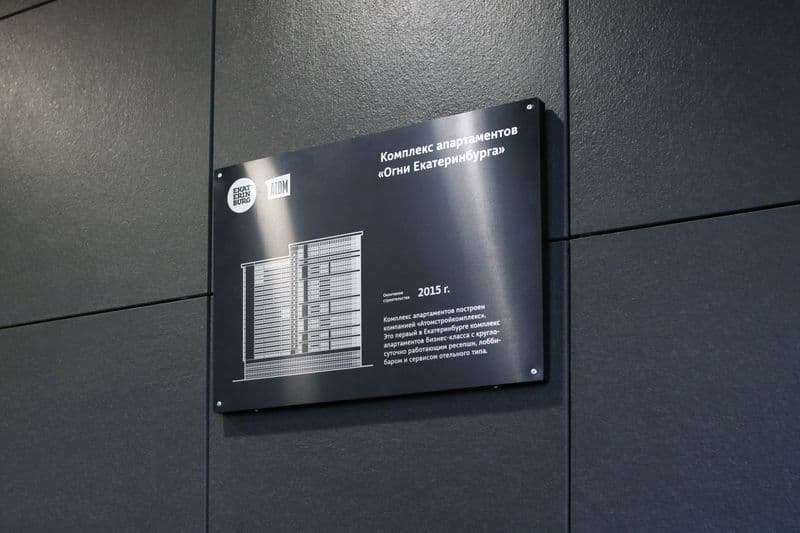 Комплекс апартаментов
«Огни Екатеринбурга»
EKAT
ERIN
BURG
АТОМ
Окончание
строительства
2015 г.
Комплекс апартаментов построен
компанией «Атомстройкомплекс».
Это первый в Екатеринбурге комплекс
апартаментов бизнес-класса с кругло-
суточно работающим ресепшн, лобби-
баром и сервисом отельного типа.